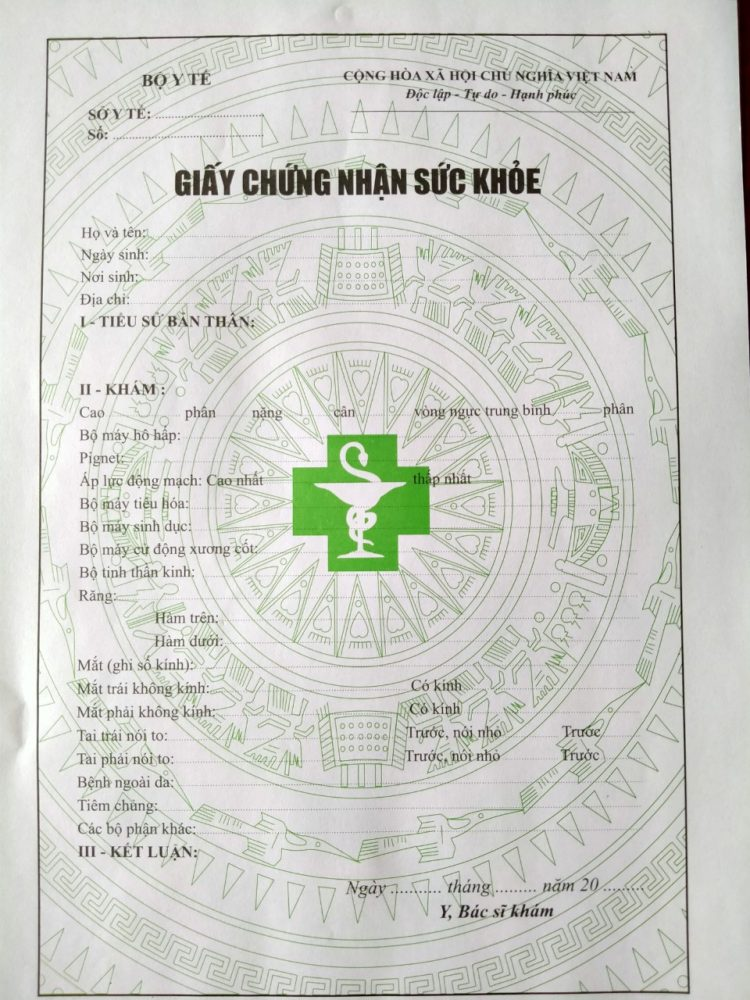 BỘ Y TẾ
CỘNG HÒA XÃ HỘI CHỦ NGHĨA VIỆT NAM
Độc lập - Tự do - Hạnh phúc
SỞ Y TẾ: ..............................
Số: ..............................
GIẤY CHỨNG NHẬN SỨC KHỎE
Họ và tên:
Ngày sinh:
Nơi sinh:
Địa chỉ:
I - TIỂU SỬ BẢN THÂN:
II - KHÁM :
Cao phân nặng cân vòng ngực trung bình phân
Bộ máy hô hấp:
Pignet:
Áp lực động mạch: Cao nhất thấp nhất
Bộ máy tiêu hóa:
Bộ máy sinh dục:
Bộ máy cử động xương cốt:
Bộ tinh thần kinh:
Răng:
Hàm trên:
Hàm dưới:
Mắt (ghi số kính):
Mắt trái không kính: Có kính
Mắt phải không kính: Có kính
Tai trái nói to: Trước, nói nhỏ Trước
Tai phải nói to: Trước, nói nhỏ Trước
Bệnh ngoài da:
Tiêm chủng:
Các bộ phận khác:
III - KẾT LUẬN:
Ngày ........... tháng ......... năm 20 .........
Y, Bác sĩ khám